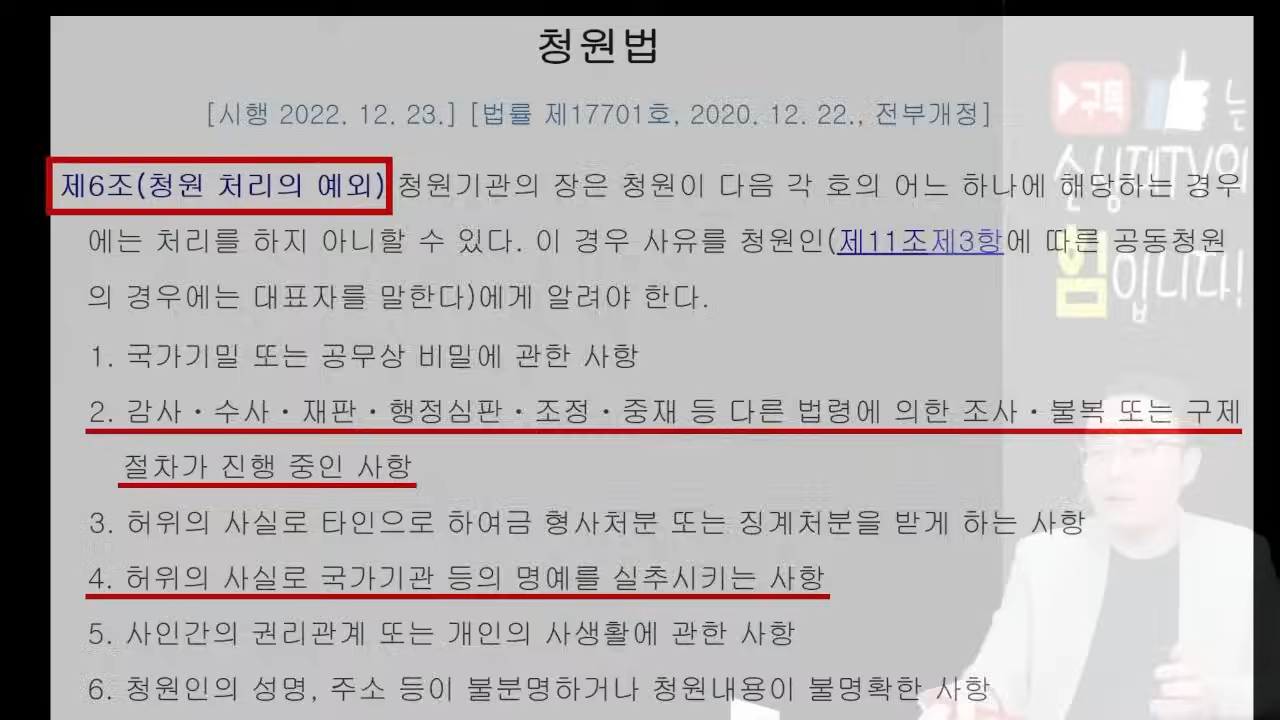 청원법
[시행 2022. 12. 23.] [법률 제17701호, 2020. 12. 22., 전부개정]
제6조(청원 처리의 예외) 청원기관의 장은 청원이 다음 각 호의 어느 하나에 해당하는 경우
에는 처리를 하지 아니할 수 있다. 이 경우 사유를 청원인(제11조제3항에 따른 공동청원
의 경우에는 대표자를 말한다)에게 알려야 한다.
1. 국가기밀 또는 공무상 비밀에 관한 사항
2. 감사・수사・재판・행정심판・조정・중재 등 다른 법령에 의한 조사・불복 또는 구제
절차가 진행 중인 사항
3. 허위의 사실로 타인으로 하여금 형사처분 또는 징계처분을 받게 하는 사항
4. 허위의 사실로 국가기관 등의 명예를 실추시키는 사항
5. 사인간의 권리관계 또는 개인의 사생활에 관한 사항
6. 청원인의 성명, 주소 등이 불분명하거나 청원내용이 불명확한 사항
구독 는
손상대TV의
힘입니다!